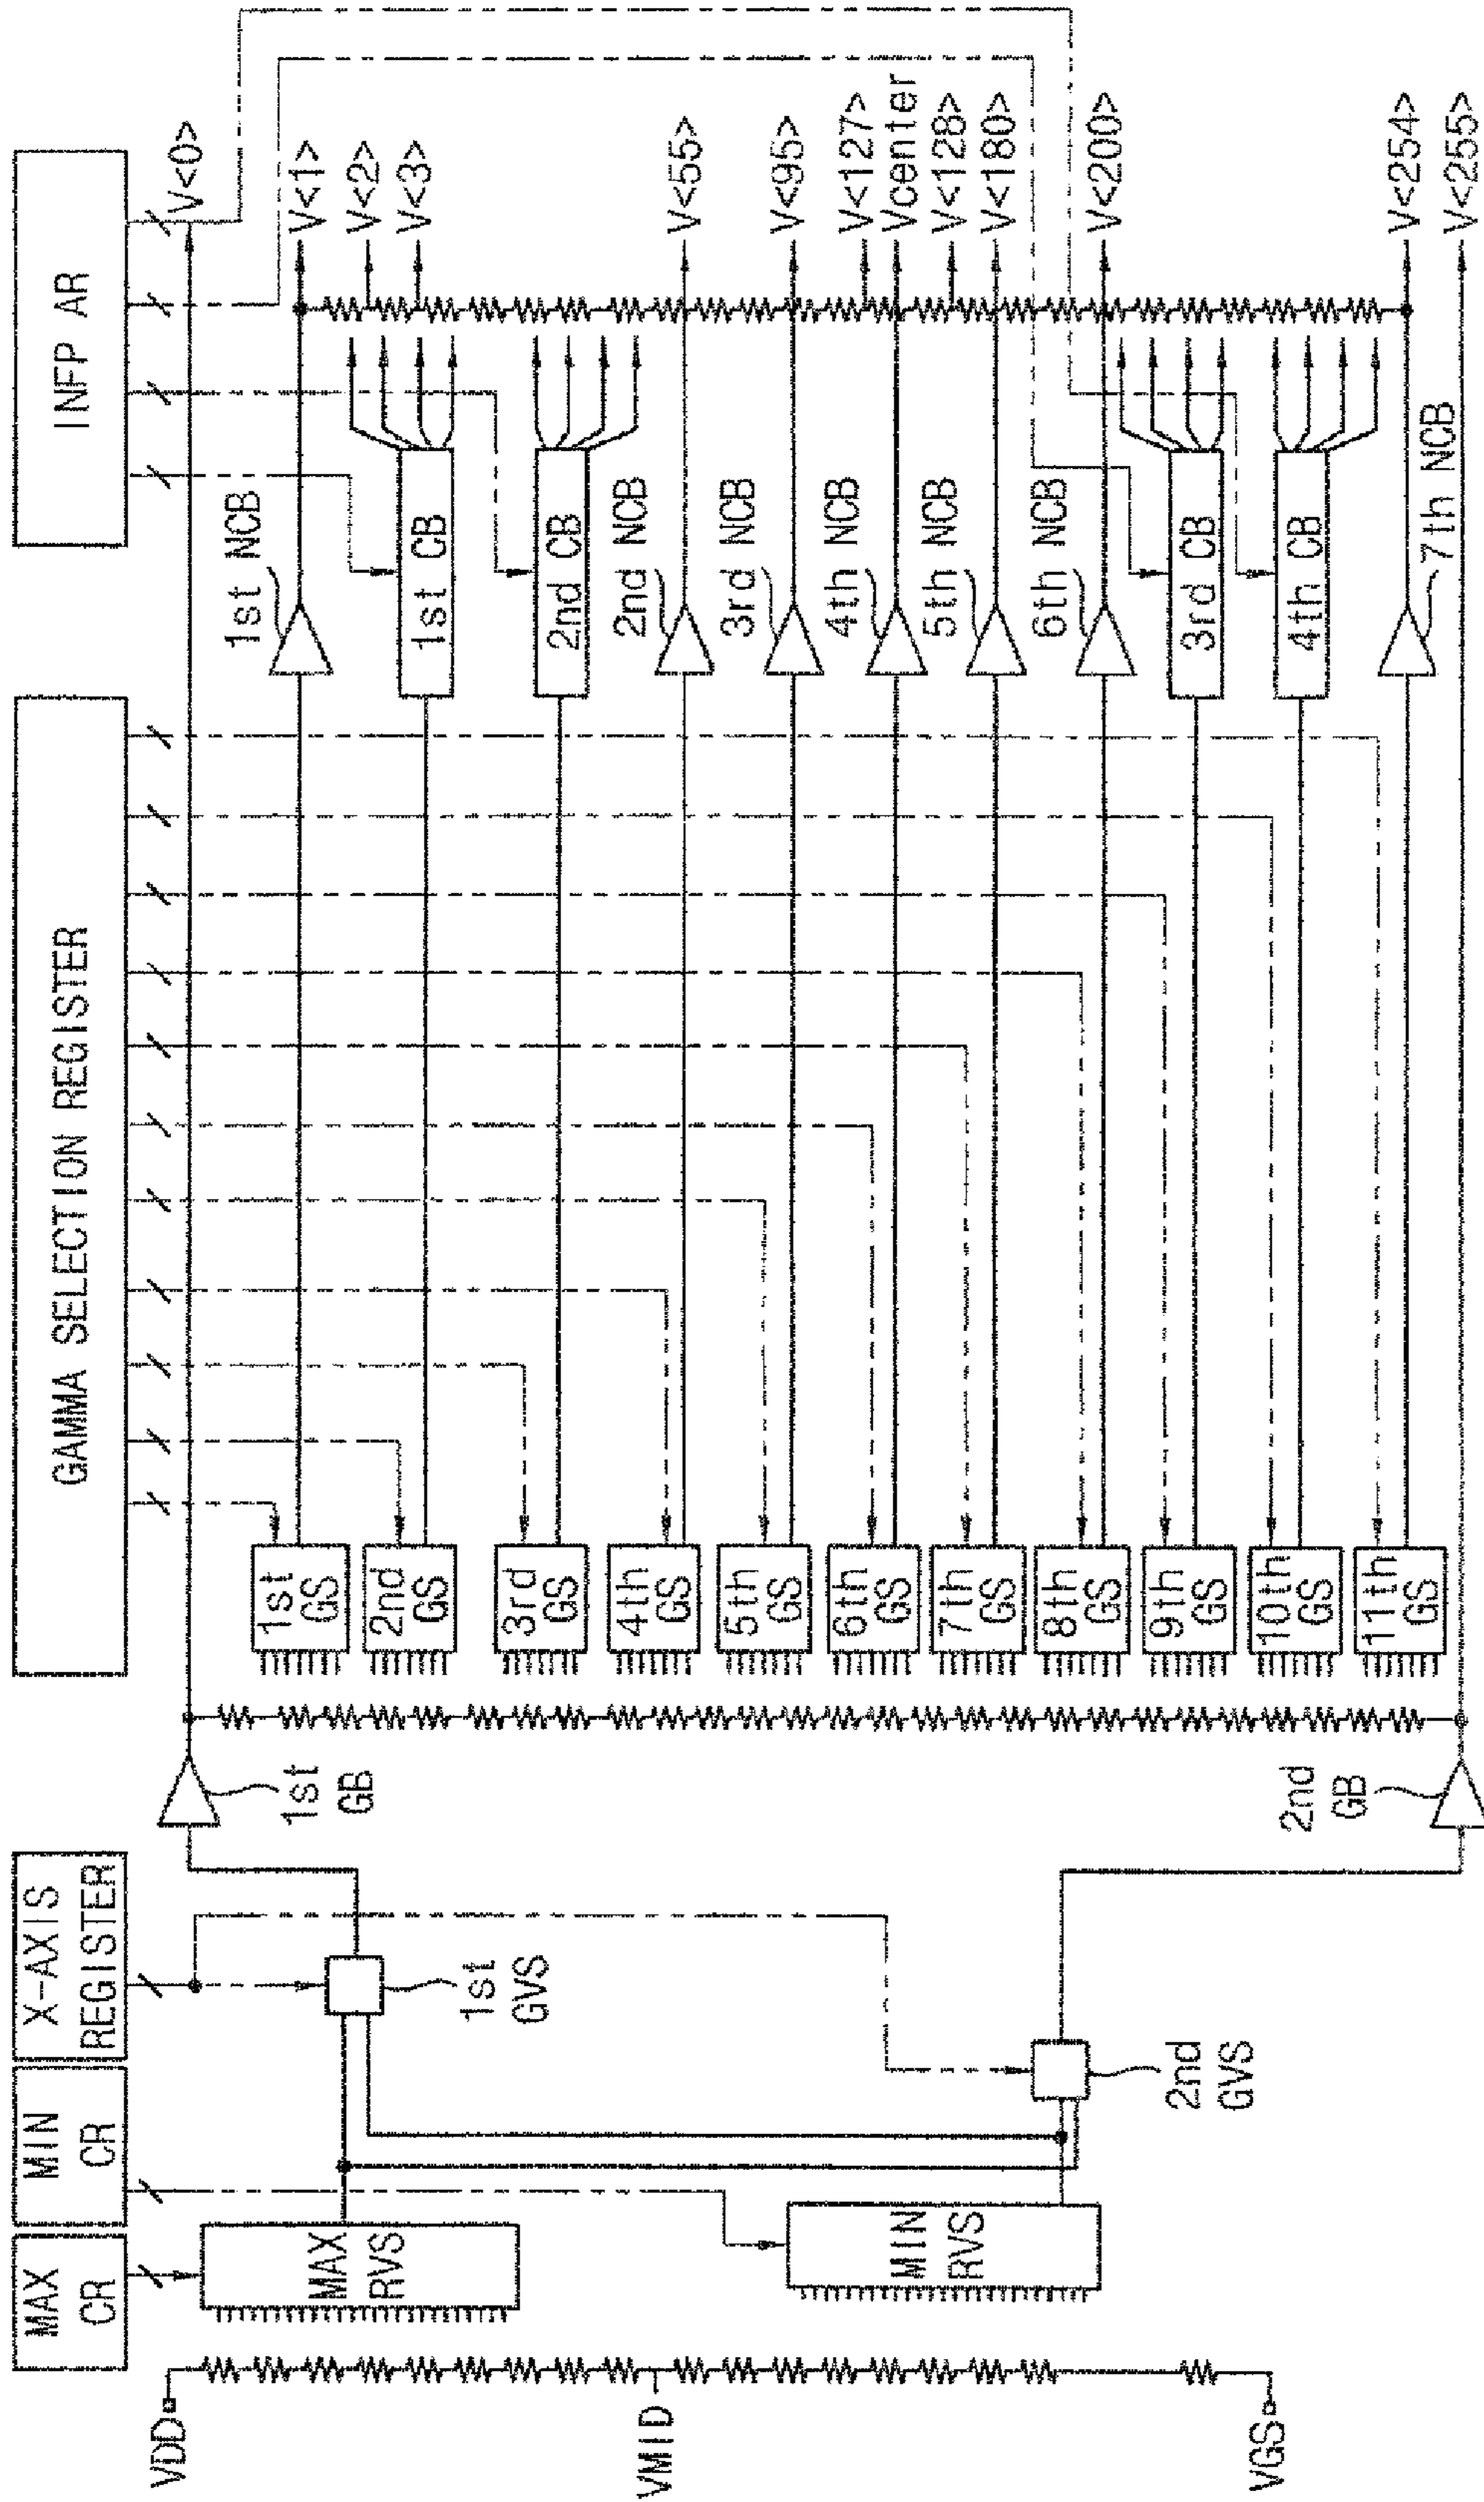 MAX
CR
MIN
CR
X-AXIS
REGISTER
GAMMA SELECTION REGISTER
INFP AR
VDD
VMID
VGS
MAX
RVS
MIN
RVS
1st
GVS
2nd
GVS
1st
GB
2nd
GB
1st
GS
2nd
GS
3rd
GS
4th
GS
5th
GS
6th
GS
7th
GS
8th
GS
9th
GS
10th
GS
11th
GS
1st NCB
1st CB
2nd CB
2nd NCB
3rd NCB
4th NCB
5th NCB
6th NCB
3rd CB
4th CB
7th NCB
V<0>
V<1>
V<2>
V<3>
V<55>
V<95>
V<127>
Vcenter
V<128>
V<180>
V<200>
V<254>
V<255>